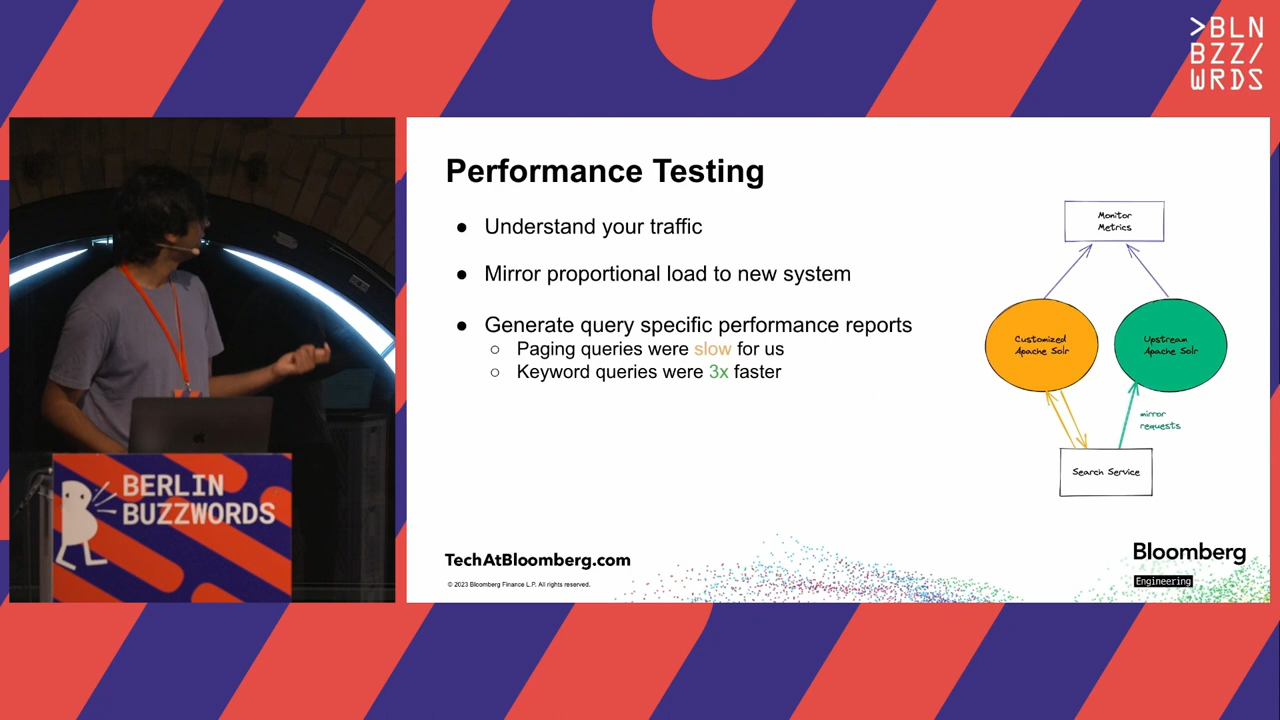 >BLN
BZZ/
WRDS
Performance Testing
● Understand your traffic
● Mirror proportional load to new system
● Generate query specific performance reports
○ Paging queries were slow for us
○ Keyword queries were 3x faster
Monitor
Metrics
Customized
Apache Solr
Upstream
Apache Solr
mirror
requests
Search Service
BERLIN
BUZZWORDS
TechAtBloomberg.com
© 2023 Bloomberg Finance L.P. All rights reserved.
Bloomberg
Engineering